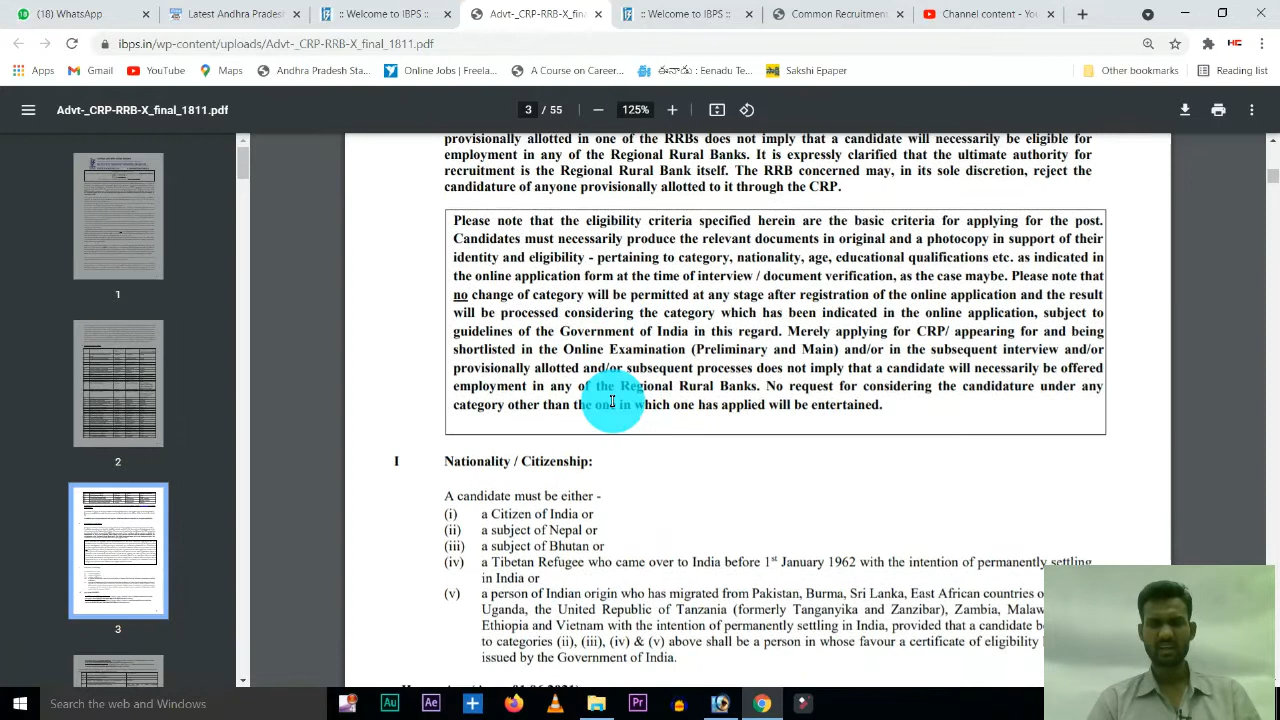 (18) WhatsApp
Latest Andhra Pradesh
:: Welcome to IBPS ::
Advt-_CRP-RRB-X_fin
:: Welcome to IBPS ::
Common Recruitmen
Channel content - You
ibps.in/wp-content/uploads/Advt-_CRP-RRB-X_final_1811.pdf
HC
Apps
Gmail
YouTube
Maps
Andhra Pradesh Sta...
Online Jobs | Freela...
A Course on Career...
Eenadu Te...
Sakshi Epaper
Other bookmarks
Reading list
Advt-_CRP-RRB-X_final_1811.pdf
3 / 55
125%
1
2
3
provisionally allotted in one of the RRBs does not imply that a candidate will necessarily be eligible for
employment in any of the Regional Rural Banks. It is expressly clarified that the ultimate authority for
recruitment is the Regional Rural Bank itself. The RRB concerned may, in its sole discretion, reject the
candidature of anyone provisionally allotted to it through the CRP.
Please note that the eligibility criteria specified herein are the basic criteria for applying for the post.
Candidates must necessarily produce the relevant documents in original and a photocopy in support of their
identity and eligibility - pertaining to category, nationality, age, educational qualifications etc. as indicated in
the online application form at the time of interview / document verification, as the case maybe. Please note that
no change of category will be permitted at any stage after registration of the online application and the result
will be processed considering the category which has been indicated in the online application, subject to
guidelines of the Government of India in this regard. Merely applying for CRP/ appearing for and being
shortlisted in the Online Examination (Preliminary and Main) and/or in the subsequent interview and/or
provisionally allotted and/or subsequent processes does not imply that a candidate will necessarily be offered
employment in any of the Regional Rural Banks. No request for considering the candidature under any
category other than the one in which one has applied will be entertained.
I Nationality / Citizenship:
A candidate must be either -
(i) a Citizen of India or
(ii) a subject of Nepal or
(iii) a subject of Bhutan or
(iv) a Tibetan Refugee who came over to India before 1st January 1962 with the intention of permanently settling
in India or
(v) a person of Indian origin who has migrated from Pakistan, Burma, Sri Lanka, East African countries o
Uganda, the United Republic of Tanzania (formerly Tanganyika and Zanzibar), Zambia, Malaw
Ethiopia and Vietnam with the intention of permanently settling in India, provided that a candidate b
to categories (ii), (iii), (iv) & (v) above shall be a person in whose favour a certificate of eligibility
issued by the Government of India.
Search the web and Windows
Au
Ae
Pr